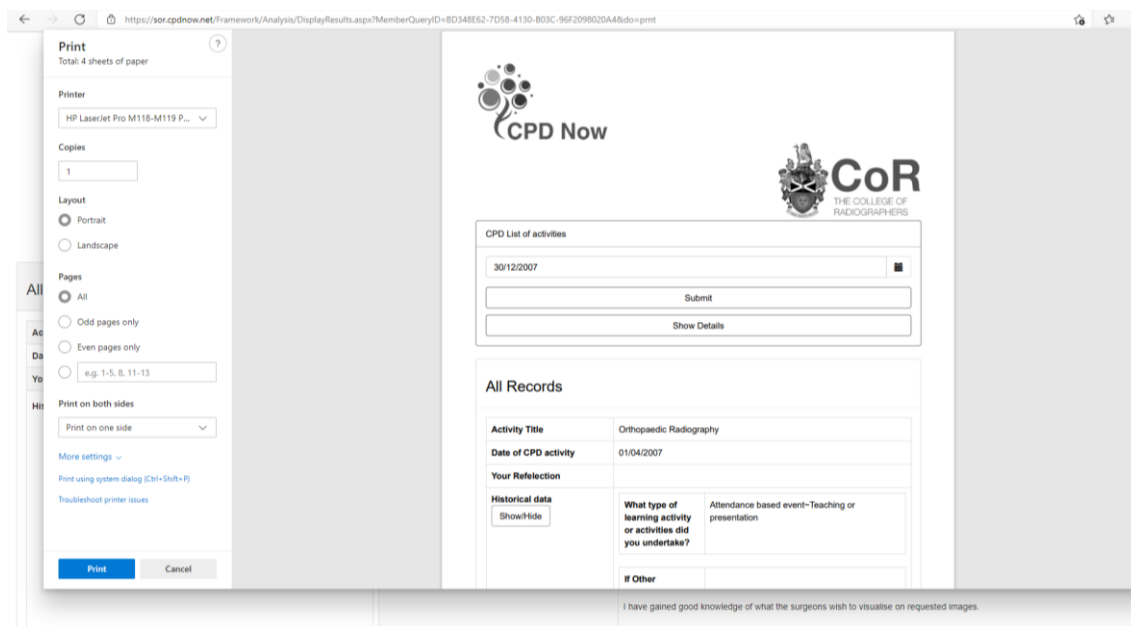 https://sor.cpdnow.net/Framework/Analysis/DisplayResults.aspx?MemberQueryID=8D348E62-7D58-4130-B03C-96F2098020A4&do=prnt
Print
?
Total: 4 sheets of paper
Printer
HP LaserJet Pro M118-M119 P...
Copies
1
Layout
Portrait
Landscape
Pages
All
Odd pages only
Even pages only
e.g. 1-5, 8, 11-13
Print on both sides
Print on one side
More settings
Print using system dialog (Ctrl+Shift+P)
Troubleshoot printer issues
Print
Cancel
All
Ac
Da
Yo
His
CPD Now
CoR
THE COLLEGE OF
RADIOGRAPHERS
CPD List of activities
30/12/2007
Submit
Show Details
All Records
Activity Title
Orthopaedic Radiography
Date of CPD activity
01/04/2007
Your Refelection
Historical data
Show/Hide
What type of
learning activity
or activities did
you undertake?
Attendance based event~Teaching or
presentation
If Other
I have gained good knowledge of what the surgeons wish to visualise on requested images.